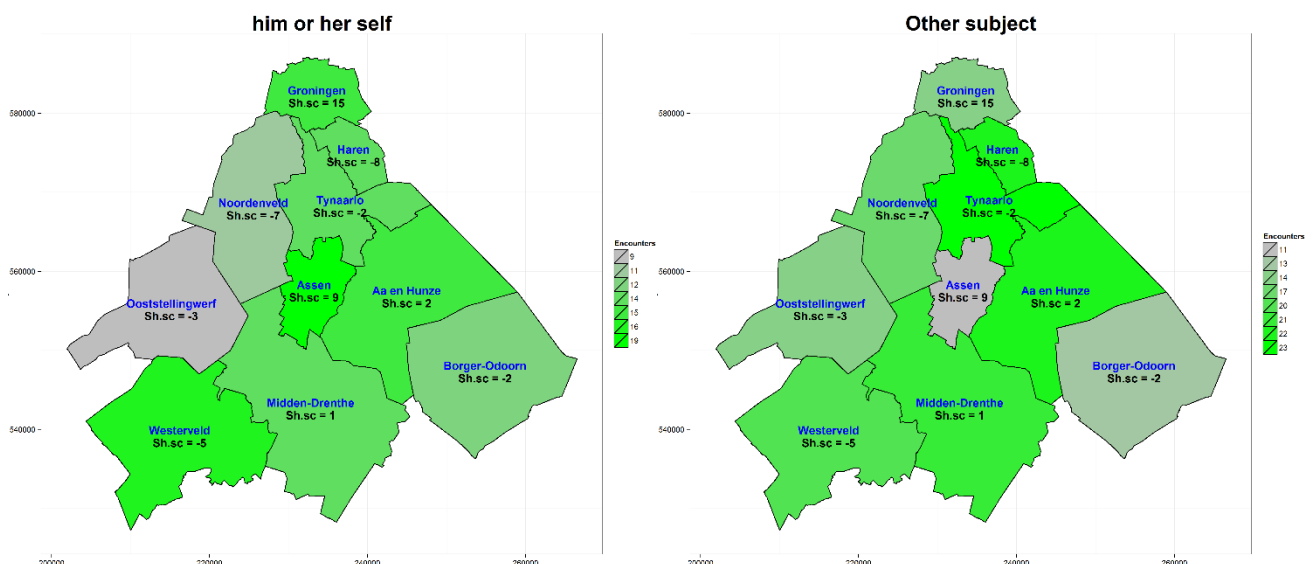 him or her self
Groningen
Sh.sc = 15
580000
Haren
Sh.sc = -8
Noordenveld
Sh.sc = -7
Tynaarlo
Sh.sc = -2
Encounters
9
11
12
14
15
16
19
560000
Assen
Sh.sc = 9
Aa en Hunze
Sh.sc = 2
Ooststellingwerf
Sh.sc = -3
Borger-Odoorn
Sh.sc = -2
Midden-Drenthe
Sh.sc = 1
540000
Westerveld
Sh.sc = -5
200000
220000
240000
260000
Other subject
Groningen
Sh.sc = 15
580000
Haren
Sh.sc = -8
Noordenveld
Sh.sc = -7
Tynaarlo
Sh.sc = -2
Encounters
11
13
14
17
20
21
22
23
560000
Assen
Sh.sc = 9
Aa en Hunze
Sh.sc = 2
Ooststellingwerf
Sh.sc = -3
Borger-Odoorn
Sh.sc = -2
Midden-Drenthe
Sh.sc = 1
540000
Westerveld
Sh.sc = -5
200000
220000
240000
260000